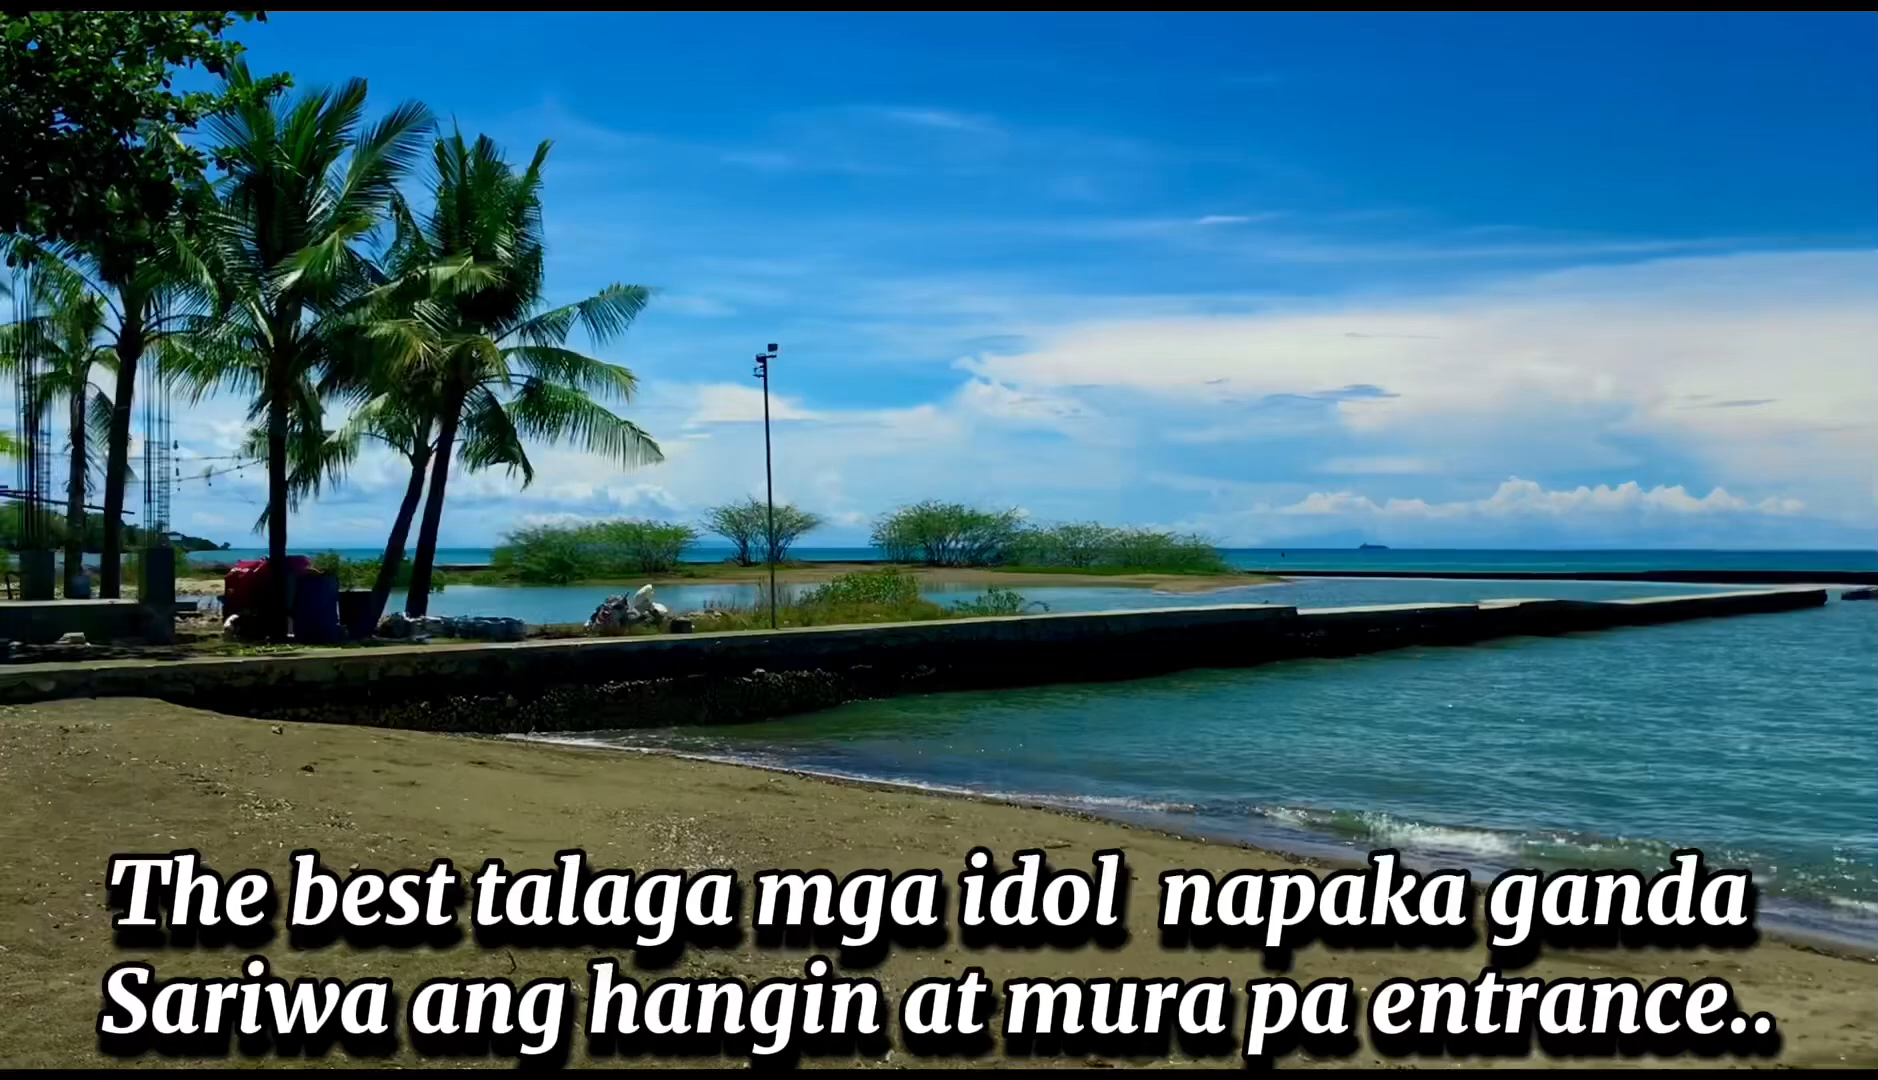 The best talaga mga idol napaka ganda
Sariwa ang hangin at mura pa entrance..